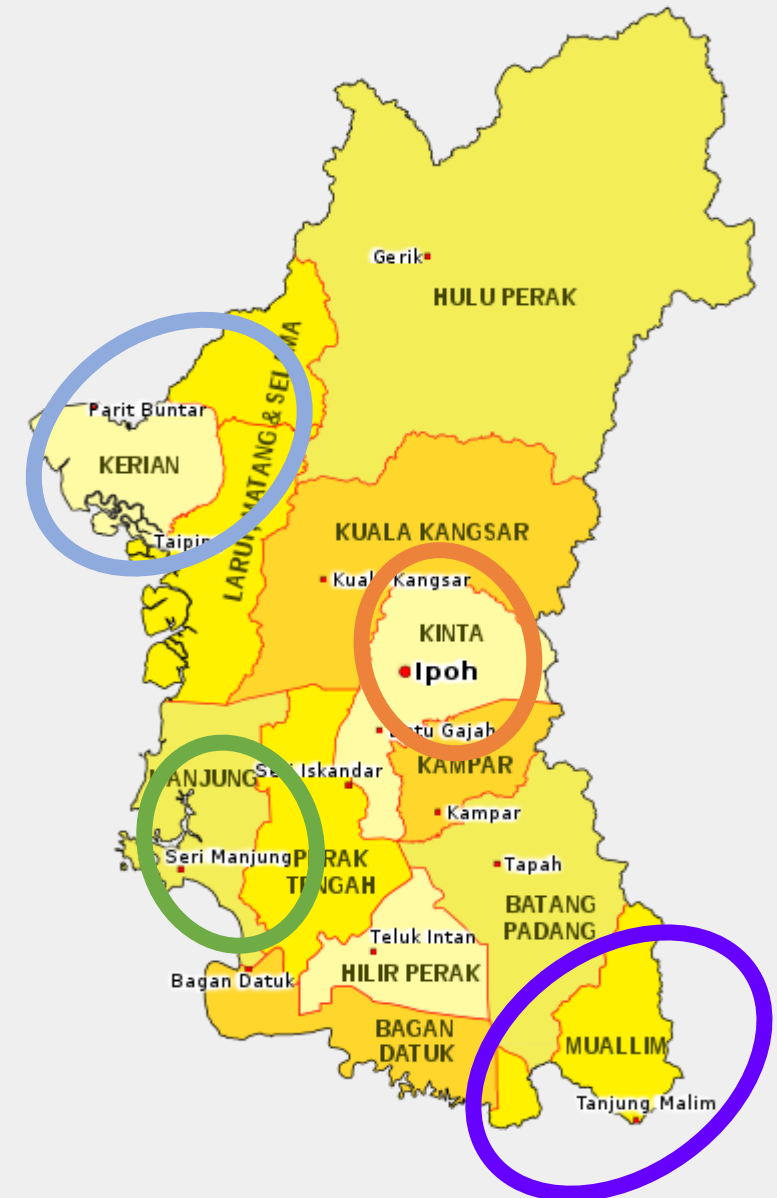 Gerik
HULU PERAK
LARUT, MATANG & SELAMA
Parit Buntar
KERIAN
Taiping
KUALA KANGSAR
Kuala Kangsar
KINTA
Ipoh
Batu Gajah
KAMPAR
MANJUNG
Seri Iskandar
Kampar
Seri Manjung
PERAK
TENGAH
Tapah
BATANG
PADANG
Teluk Intan
HILIR PERAK
Bagan Datuk
BAGAN
DATUK
MUALLIM
Tanjung Malim